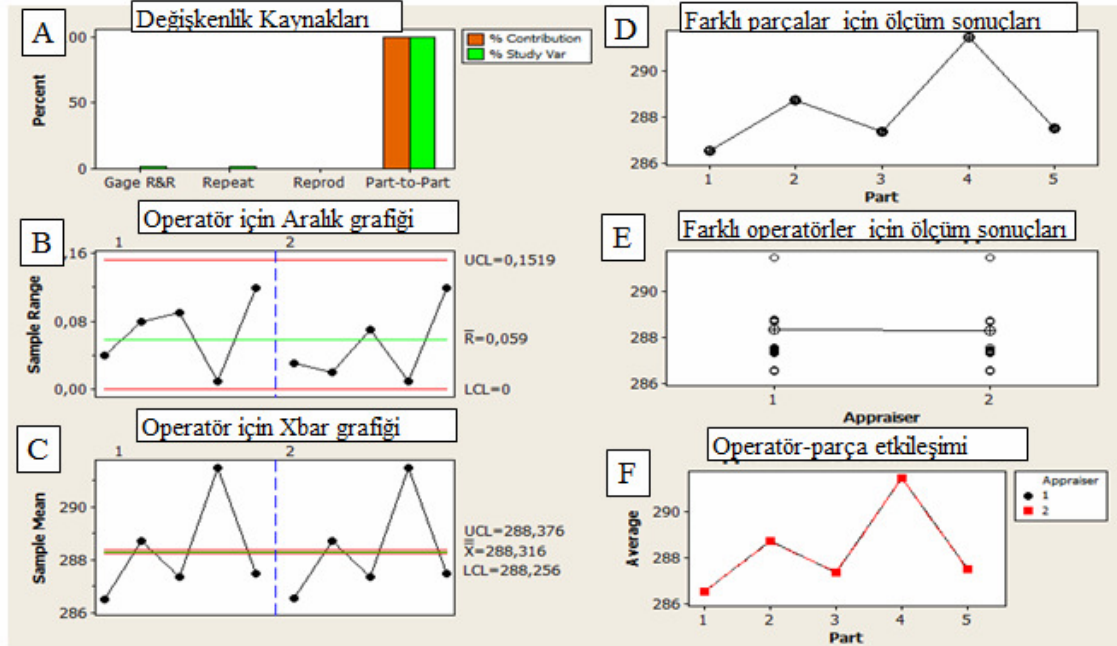 A
Değişkenlik Kaynakları
00
50
0
Percent
Gage R&R Repeat Reprod Part-to-Part
% Contribution
% Study Var
B
Operatör için Aralık grafiği
1 2
,16
0,08
0,00
Sample Range
UCL=0,1519
R=0,059
LCL=0
C
Operatör için Xbar grafiği
1 2
290
288
286
Sample Mean
UCL=288,376
X=288,316
LCL=288,256
D
Farklı parçalar için ölçüm sonuçları
290
288
286
1 2 3 4 5
Part
E
Farklı operatörler için ölçüm sonuçları
290
288
286
1 2
Appraiser
F
Operatör-parça etkileşimi
290
288
286
Average
1 2 3 4 5
Part
Appraiser
1
2